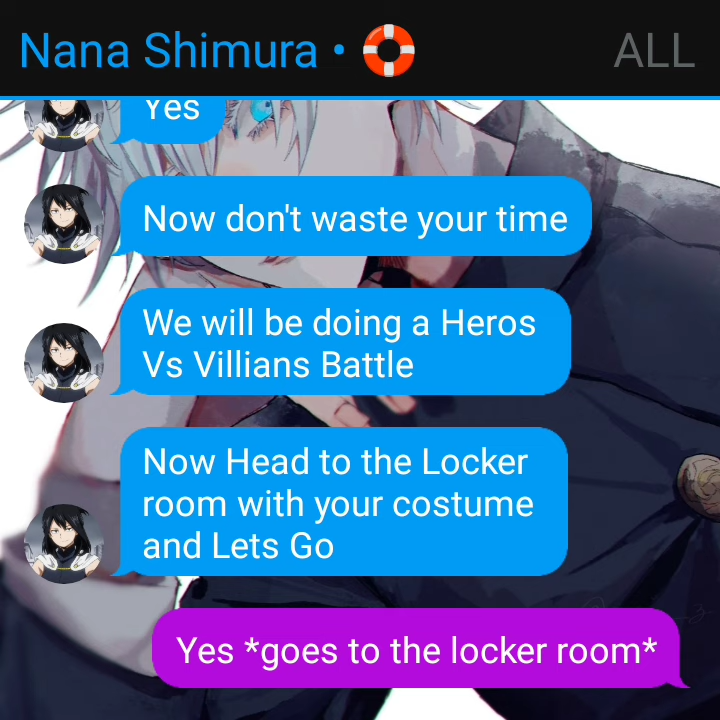 Nana Shimura •
ALL
Yes
Now don't waste your time
We will be doing a Heros
Vs Villians Battle
Now Head to the Locker
room with your costume
and Lets Go
Yes *goes to the locker room*